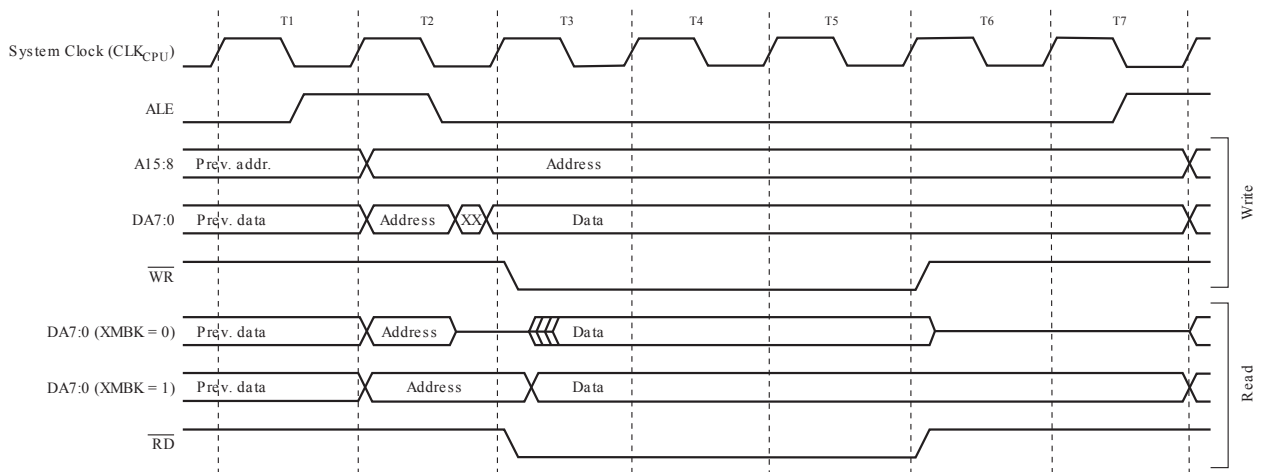 T1 T2 T3 T4 T5 T6 T7
System Clock (CLKCPU)
ALE
A15:8 Prev. addr. Address
DA7:0 Prev. data Address XX Data
WR
Write
DA7:0 (XMBK = 0) Prev. data Address Data
DA7:0 (XMBK = 1) Prev. data Address Data
RD
Read